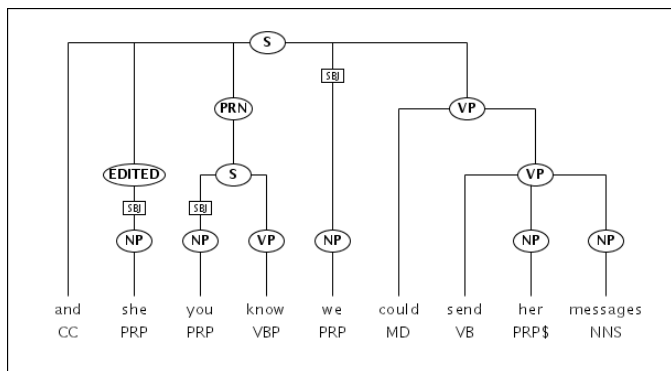 S
SBJ
PRN VP
EDITED S VP
SBJ SBJ
NP NP VP NP NP NP
and she you know we could send her messages
CC PRP PRP VBP PRP MD VB PRP$ NNS